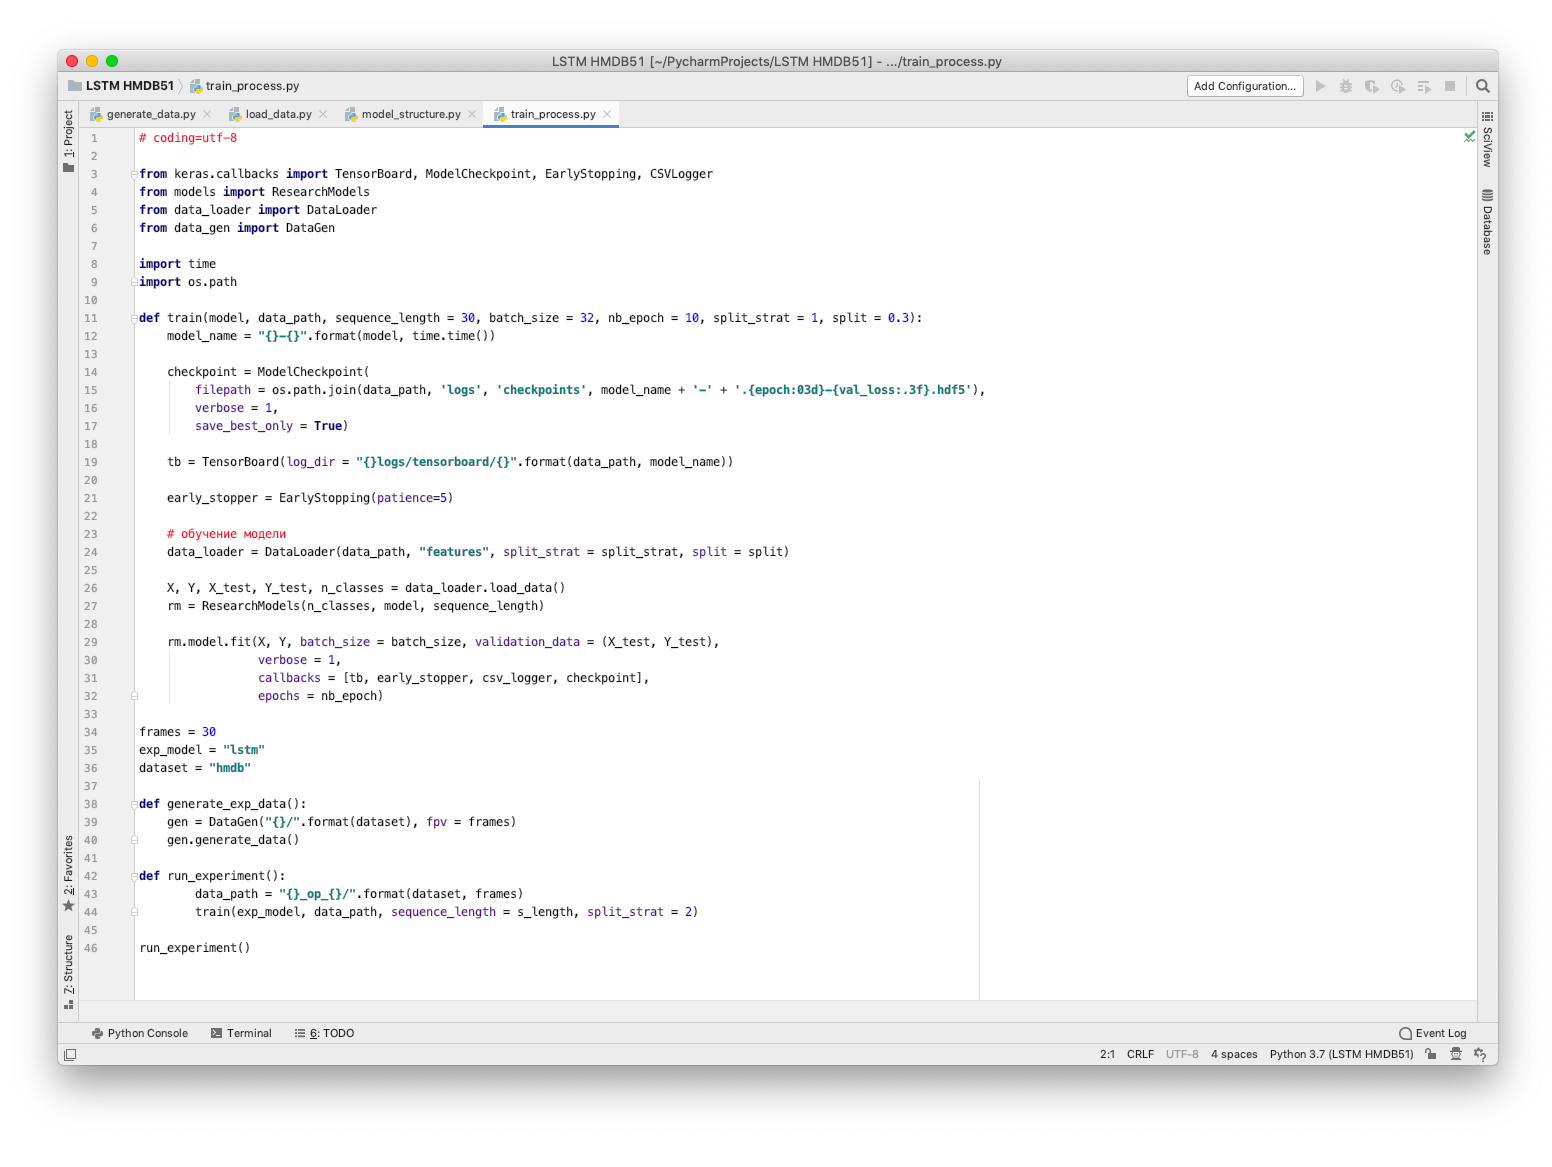 LSTM HMDB51 [~/PycharmProjects/LSTM HMDB51] - .../train_process.py
LSTM HMDB51 train_process.py Add Configuration...
generate_data.py load_data.py model_structure.py train_process.py
1: Project
2: Favorites
7: Structure
SciView
Database
1 # coding=utf-8
2
3 from keras.callbacks import TensorBoard, ModelCheckpoint, EarlyStopping, CSVLogger
4 from models import ResearchModels
5 from data_loader import DataLoader
6 from data_gen import DataGen
7
8 import time
9 import os.path
10
11 def train(model, data_path, sequence_length = 30, batch_size = 32, nb_epoch = 10, split_strat = 1, split = 0.3):
12 model_name = "{}-{}".format(model, time.time())
13
14 checkpoint = ModelCheckpoint(
15 filepath = os.path.join(data_path, 'logs', 'checkpoints', model_name + '-' + '.{epoch:03d}-{val_loss:.3f}.hdf5'),
16 verbose = 1,
17 save_best_only = True)
18
19 tb = TensorBoard(log_dir = "{}logs/tensorboard/{}".format(data_path, model_name))
20
21 early_stopper = EarlyStopping(patience=5)
22
23 # обучение модели
24 data_loader = DataLoader(data_path, "features", split_strat = split_strat, split = split)
25
26 X, Y, X_test, Y_test, n_classes = data_loader.load_data()
27 rm = ResearchModels(n_classes, model, sequence_length)
28
29 rm.model.fit(X, Y, batch_size = batch_size, validation_data = (X_test, Y_test),
30 verbose = 1,
31 callbacks = [tb, early_stopper, csv_logger, checkpoint],
32 epochs = nb_epoch)
33
34 frames = 30
35 exp_model = "lstm"
36 dataset = "hmdb"
37
38 def generate_exp_data():
39 gen = DataGen("{}/".format(dataset), fpv = frames)
40 gen.generate_data()
41
42 def run_experiment():
43 data_path = "{}_op_{}/".format(dataset, frames)
44 train(exp_model, data_path, sequence_length = s_length, split_strat = 2)
45
46 run_experiment()
Python Console Terminal 6: TODO Event Log
2:1 CRLF UTF-8 4 spaces Python 3.7 (LSTM HMDB51)